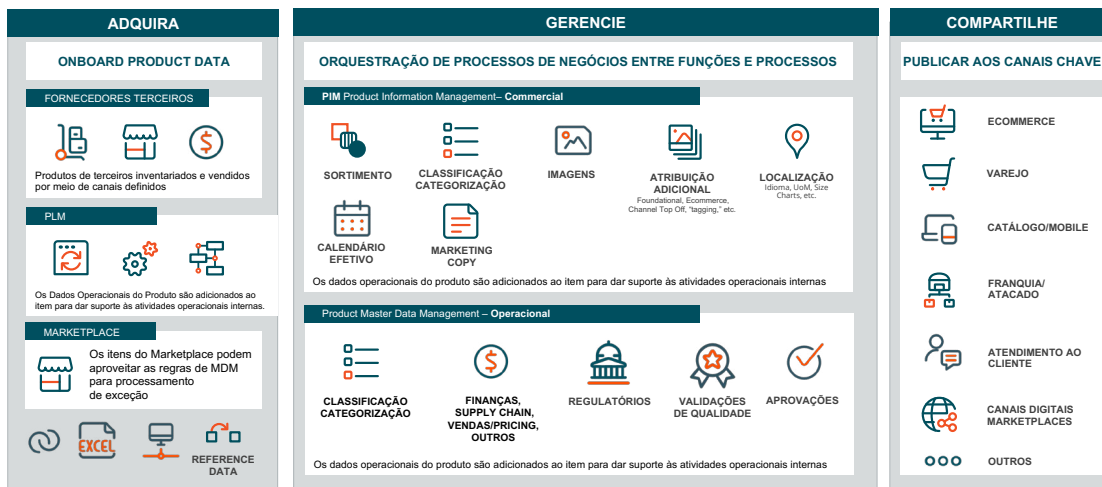 ADQUIRA
ONBOARD PRODUCT DATA
FORNECEDORES TERCEIROS
Produtos de terceiros inventariados e vendidos
por meio de canais definidos
PLM
Os Dados Operacionais do Produto são adicionados ao
item para dar suporte às atividades operacionais internas.
MARKETPLACE
Os itens do Marketplace podem
aproveitar as regras de MDM
para processamento
de exceção
EXCEL
REFERENCE
DATA
GERENCIE
ORQUESTRAÇÃO DE PROCESSOS DE NEGÓCIOS ENTRE FUNÇÕES E PROCESSOS
PIM Product Information Management– Commercial
SORTIMENTO
CLASSIFICAÇÃO
CATEGORIZAÇÃO
IMAGENS
ATRIBUIÇÃO
ADICIONAL
Foundational, Ecommerce,
Channel Top Off, “tagging,” etc.
LOCALIZAÇÃO
Idioma, UoM, Size
Charts, etc.
CALENDÁRIO
EFETIVO
MARKETING
COPY
Os dados operacionais do produto são adicionados ao item para dar suporte às atividades operacionais internas
Product Master Data Management – Operacional
CLASSIFICAÇÃO
CATEGORIZAÇÃO
FINANÇAS,
SUPPLY CHAIN,
VENDAS/PRICING,
OUTROS
REGULATÓRIOS
VALIDAÇÕES
DE QUALIDADE
APROVAÇÕES
Os dados operacionais do produto são adicionados ao item para dar suporte às atividades operacionais internas
COMPARTILHE
PUBLICAR AOS CANAIS CHAVE
ECOMMERCE
VAREJO
CATÁLOGO/MOBILE
FRANQUIA/
ATACADO
ATENDIMENTO AO
CLIENTE
CANAIS DIGITAIS
MARKETPLACES
OUTROS